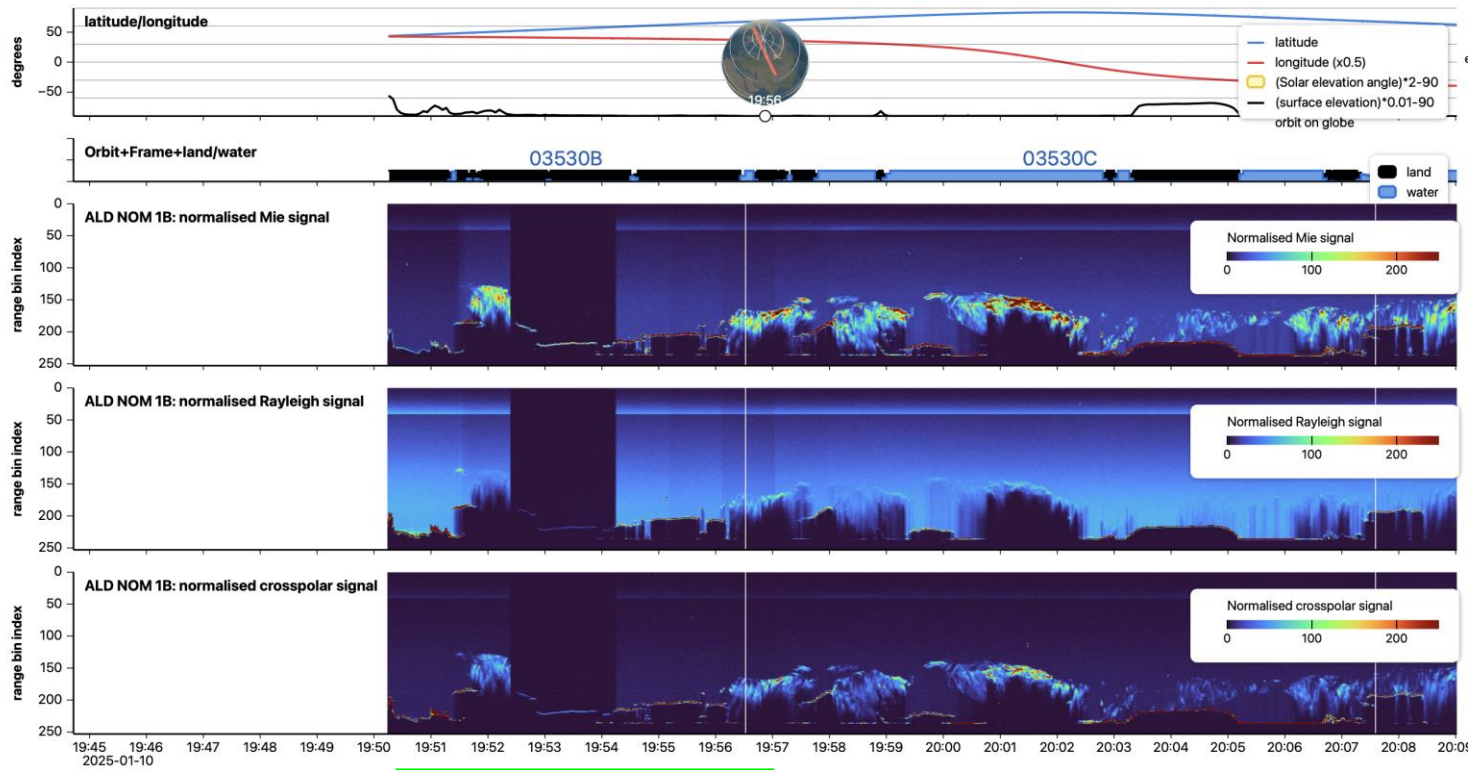 latitude/longitude
degrees
50
0
−50
19:56
latitude
longitude (x0.5)
(Solar elevation angle)*2-90
(surface elevation)*0.01-90
orbit on globe
e
Orbit+Frame+land/water
03530B
03530C
land
water
ALD NOM 1B: normalised Mie signal
range bin index
0
50
100
150
200
250
Normalised Mie signal
0
200
ALD NOM 1B: normalised Rayleigh signal
range bin index
0
50
100
150
200
250
Normalised Rayleigh signal
0
100
200
ALD NOM 1B: normalised crosspolar signal
range bin index
0
50
100
150
200
250
Normalised crosspolar signal
0
200
19:45 19:46 19:47 19:48 19:49 19:50 19:51 19:52 19:53 19:54 19:55 19:56 19:57 19:58 19:59 20:00 20:01 20:02 20:03 20:04 20:05 20:06 20:07 20:08 20:09
2025-01-10